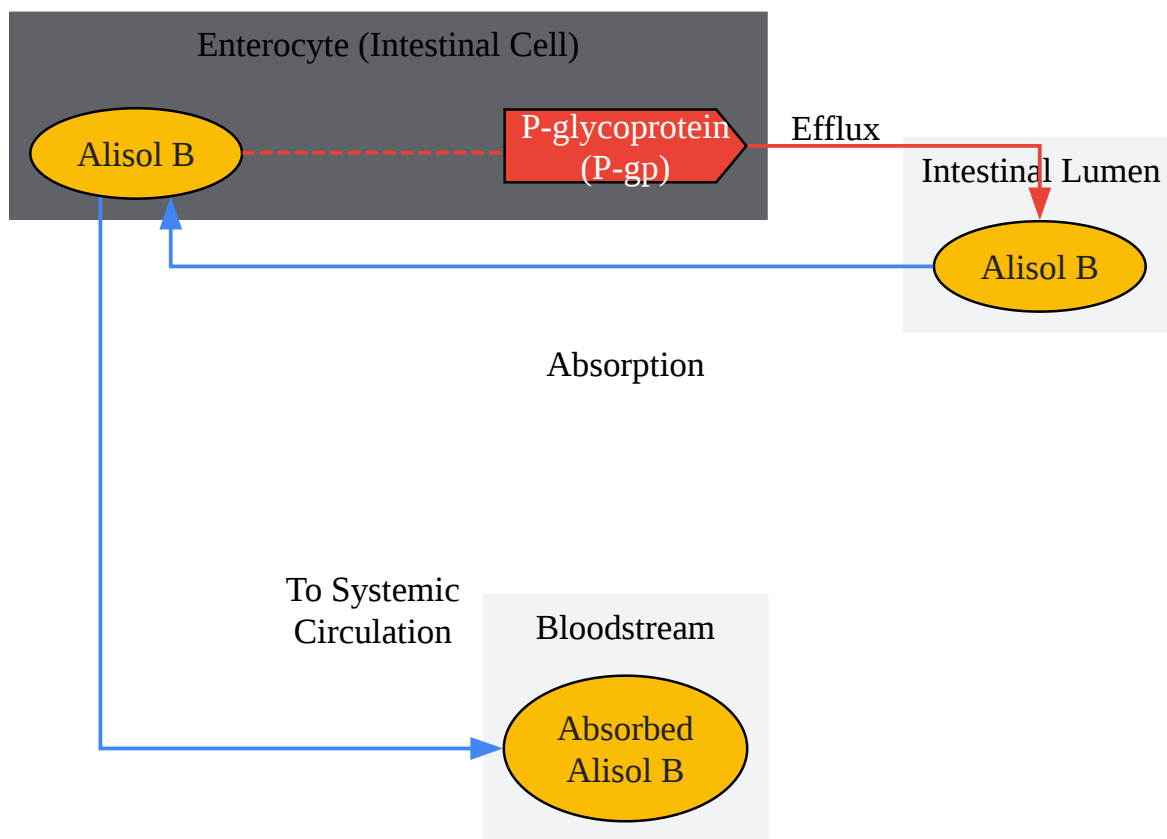 Enterocyte (Intestinal Cell)
Alisol B
P-glycoprotein
(P-gp)
Efflux
Intestinal Lumen
Alisol B
Absorption
To Systemic
Circulation
Bloodstream
Absorbed
Alisol B